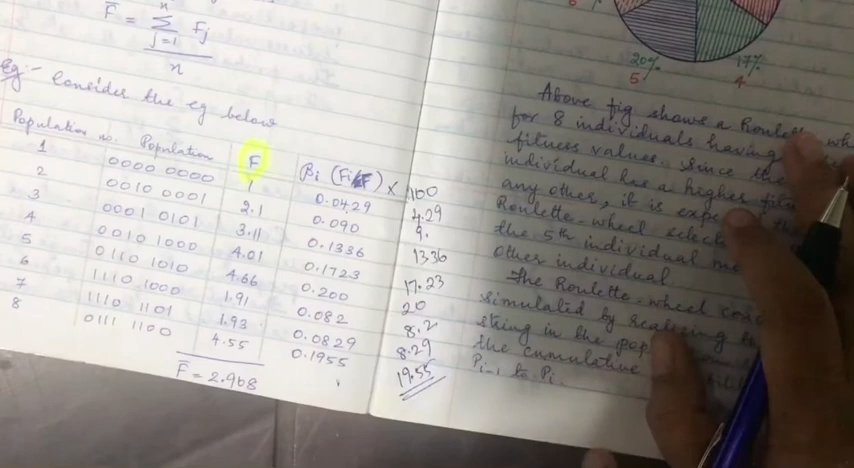 F̄ = n Σ j=1 Fj
n
Eg:- Consider the eg below
Population no. Population F Pi (Fi/F) × 100
1 0000 0000 1 0.0429 4.29
2 0010 0001 2.1 0.090 9.
3 0001 0101 3.11 0.1336 13.36
4 0010 1000 4.01 0.1723 17.23
5 0110 1010 4.66 0.200 20
6 1110 1000 1.91 0.082 8.2
7 1110 1101 1.93 0.0829 8.29
8 0111 1100 4.55 0.1955 19.55
F̄ = 2.908
20% 17%
5 4
Above fig shows a Roulette wh
for 8 individuals having
fitness values. Since the
individual has a higher fitn
any other, it is expe
Roulette-wheel selec
the 5th individual mo
other individual
The Roulette-wheel
simulated by
string in the pop
the cumulative
Pi-1 to Pi.